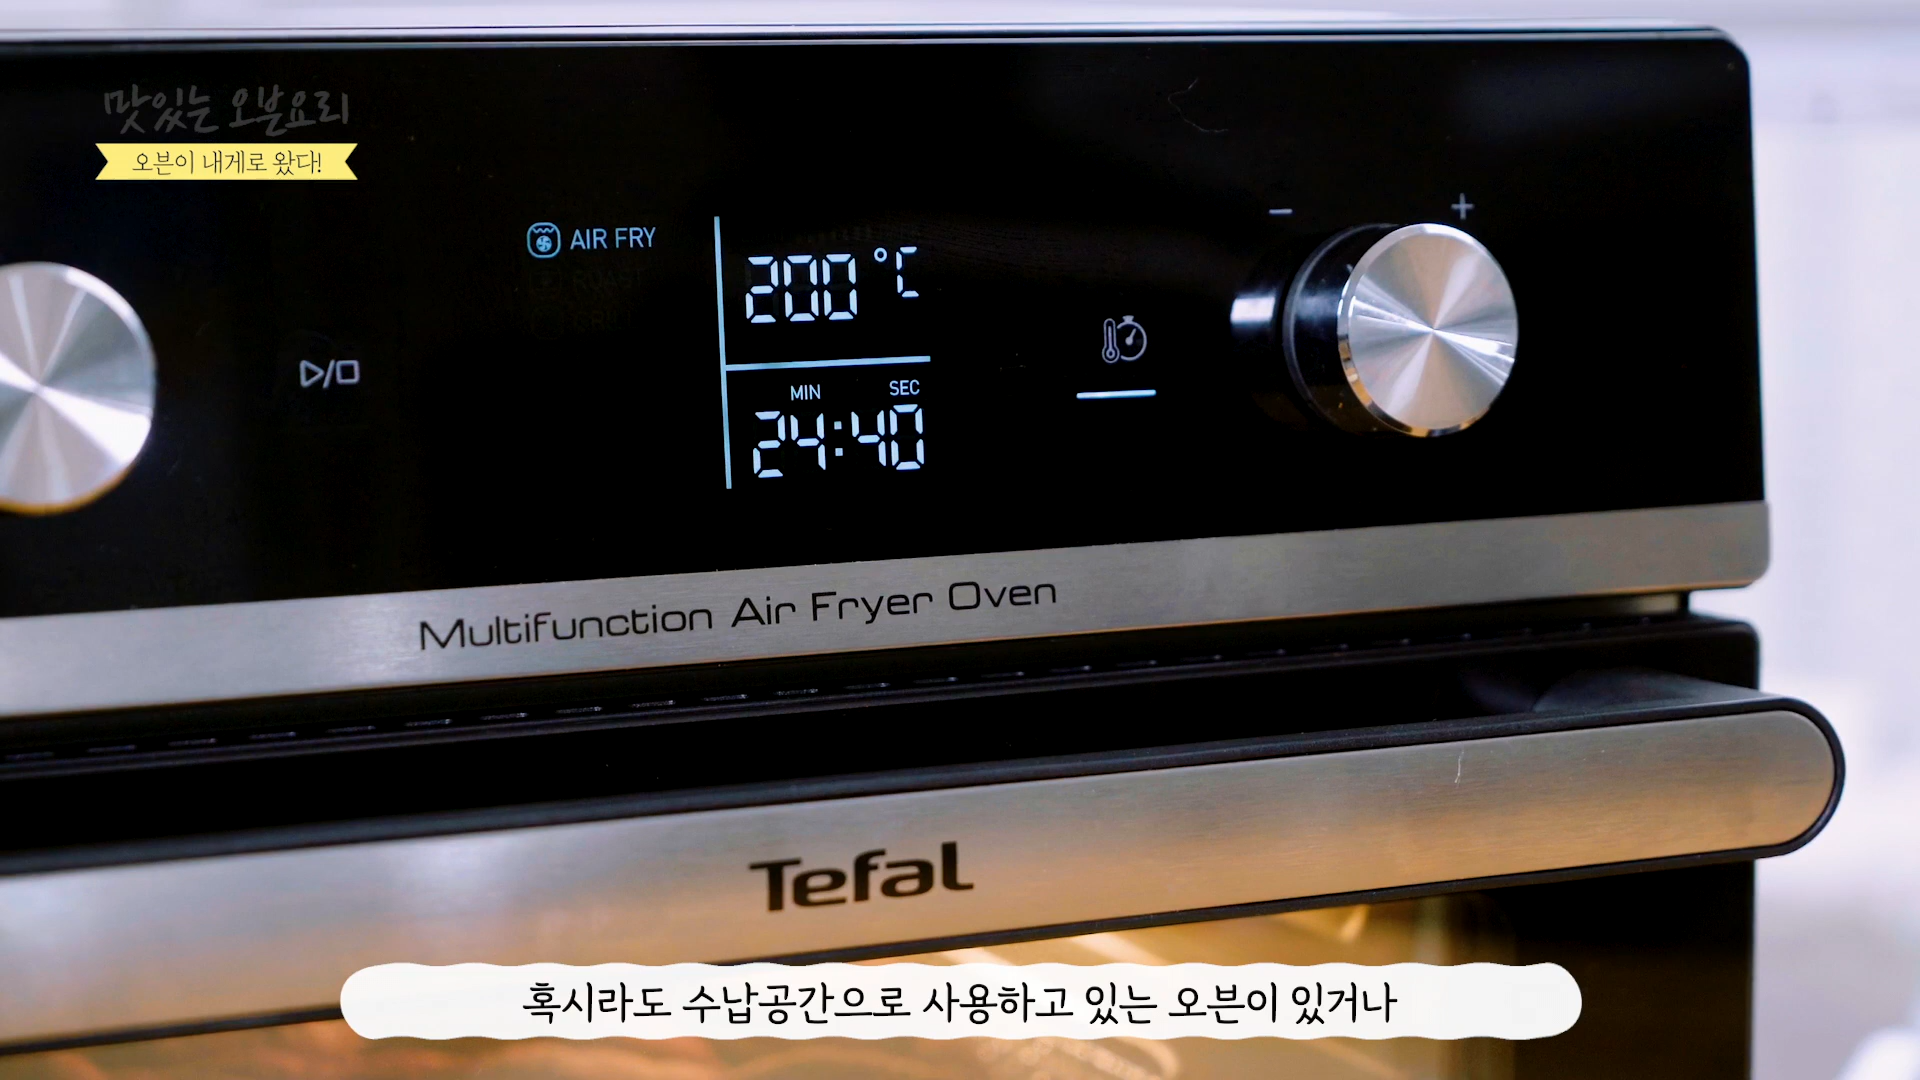 맛있는 오븐요리
오븐이 내게로 왔다!
AIR FRY
ROAST
200 °C
MIN SEC
24:40
Multifunction Air Fryer Oven
Tefal
혹시라도 수납공간으로 사용하고 있는 오븐이 있거나